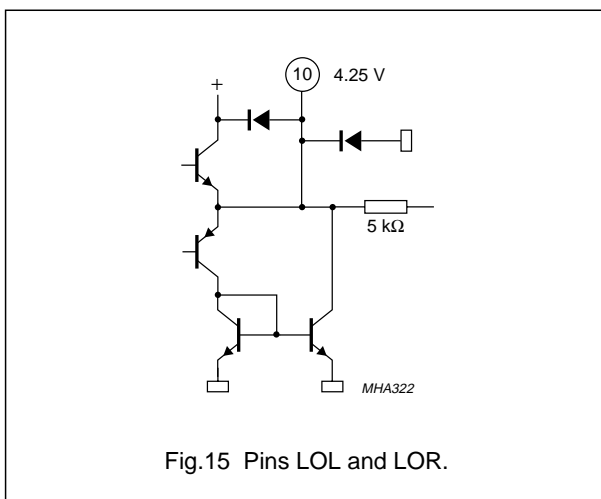 10 4.25 V
+
5 kΩ
MHA322
Fig.15 Pins LOL and LOR.